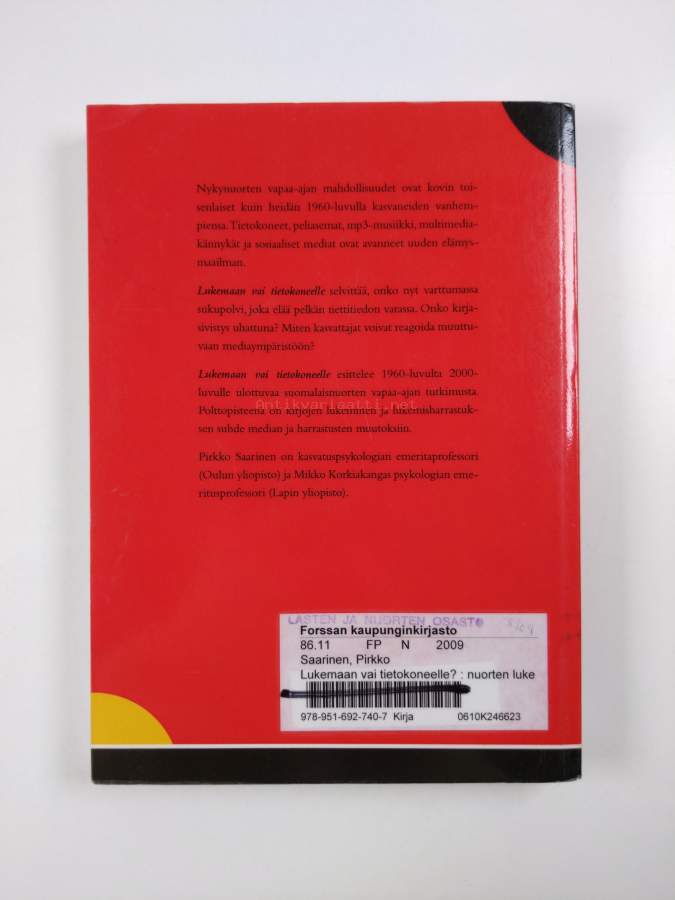 Nykynuorten vapaa-ajan mahdollisuudet ovat kovin toi-
senlaiset kuin heidän 1960-luvulla kasvaneiden vanhem-
piensa. Tietokoneet, peliasemat, mp3-musiikki, multimedia-
kännykät ja sosiaaliset mediat ovat avanneet uuden elämys-
maailman.
Lukemaan vai tietokoneelle selvittää, onko nyt varttumassa
sukupolvi, joka elää pelkän nettitiedon varassa. Onko kirja-
sivistys uhattuna? Miten kasvattajat voivat reagoida muuttu-
vaan mediaympäristöön?
Lukemaan vai tietokoneelle esittelee 1960-luvulta 2000-
luvulle ulottuvaa suomalaisnuorten vapaa-ajan tutkimusta.
Antikvariaatti.net
Polttopisteenä on kirjojen lukeminen ja lukemisharrastuk-
sen suhde median ja harrastusten muutoksiin.
Pirkko Saarinen on kasvatuspsykologian emeritaprofessori
(Oulun yliopisto) ja Mikko Korkiakangas psykologian eme-
ritusprofessori (Lapin yliopisto).
LASTEN JA NUORTEN OSASTO
Forssan kaupunginkirjasto
86.11 FP N 2009
Saarinen, Pirkko
Lukemaan vai tietokoneelle? : nuorten luke
978-951-692-740-7 Kirja 0610K246623